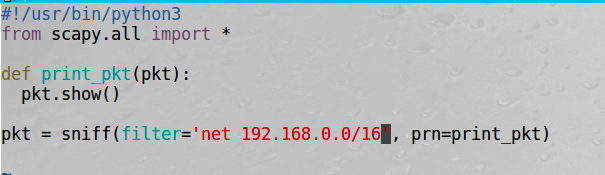 #!/usr/bin/python3
from scapy.all import *
def print_pkt(pkt):
  pkt.show()
pkt = sniff(filter='net 192.168.0.0/16', prn=print_pkt)
~